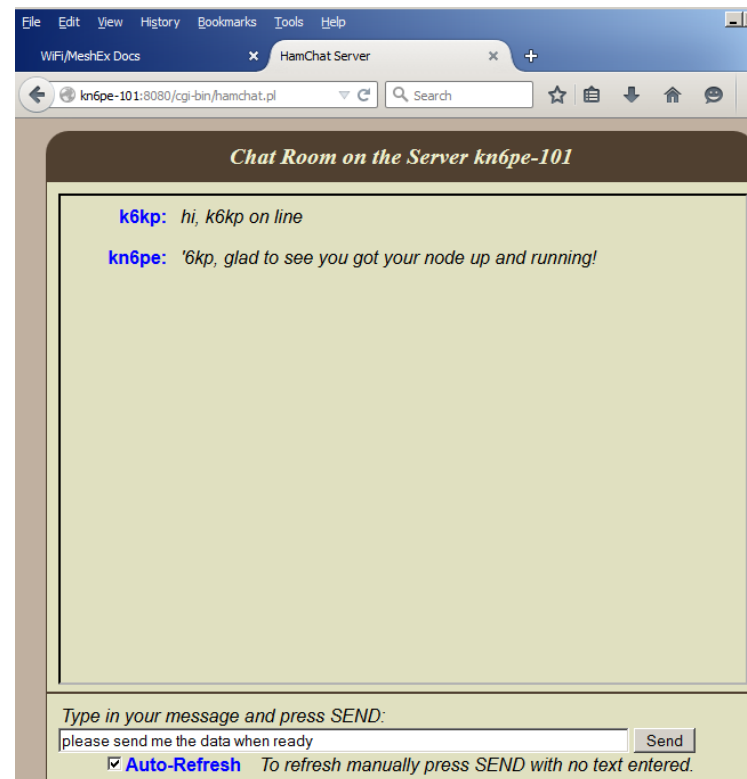 File Edit View History Bookmarks Tools Help
WiFi/MeshEx Docs HamChat Server
kn6pe-101:8080/cgi-bin/hamchat.pl Search
Chat Room on the Server kn6pe-101
k6kp: hi, k6kp on line
kn6pe: '6kp, glad to see you got your node up and running!
Type in your message and press SEND:
please send me the data when ready Send
Auto-Refresh To refresh manually press SEND with no text entered.